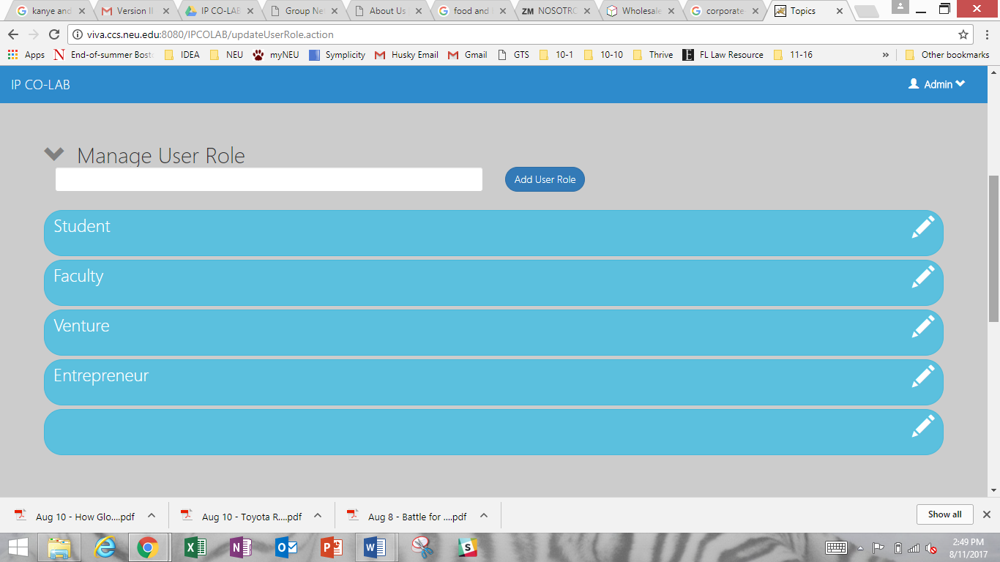 kanye and
Version II
IP CO-LAB
Group Net
About Us
food and
ZM NOSOTRO
Wholesale
corporate
Topics
viva.ccs.neu.edu:8080/IPCOLAB/updateUserRole.action
Apps
End-of-summer Bost
IDEA
NEU
myNEU
Symplicity
Husky Email
Gmail
GTS
10-1
10-10
Thrive
FL Law Resource
11-16
»
Other bookmarks
IP CO-LAB
Admin
Manage User Role
Add User Role
Student
Faculty
Venture
Entrepreneur
Aug 10 - How Glo....pdf
Aug 10 - Toyota R....pdf
Aug 8 - Battle for ....pdf
Show all
2:49 PM
8/11/2017